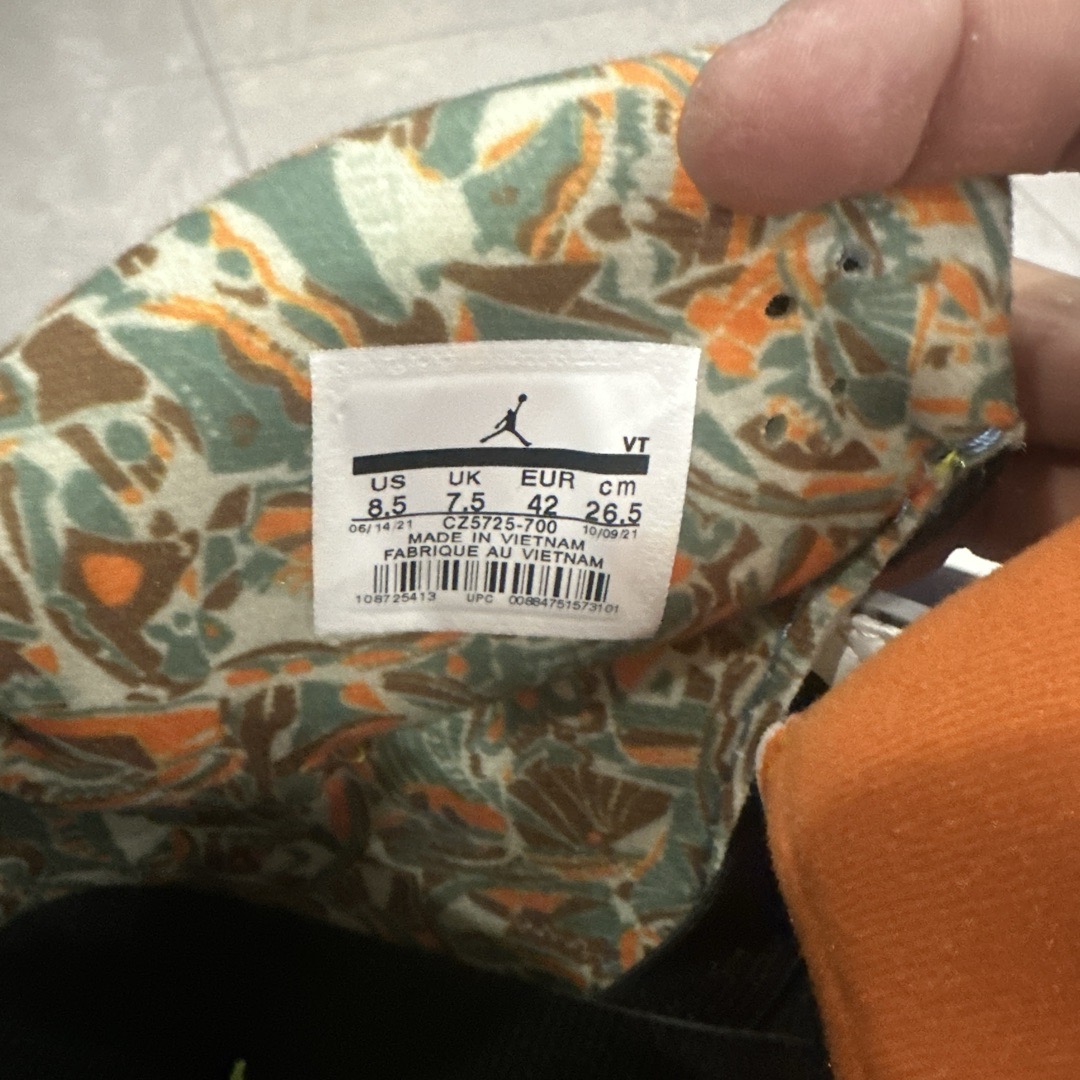 VT
US UK EUR cm
8.5 7.5 42 26.5
06/14/21 CZ5725-700 10/09/21
MADE IN VIETNAM
FABRIQUE AU VIETNAM
108725413 UPC 00884751573101